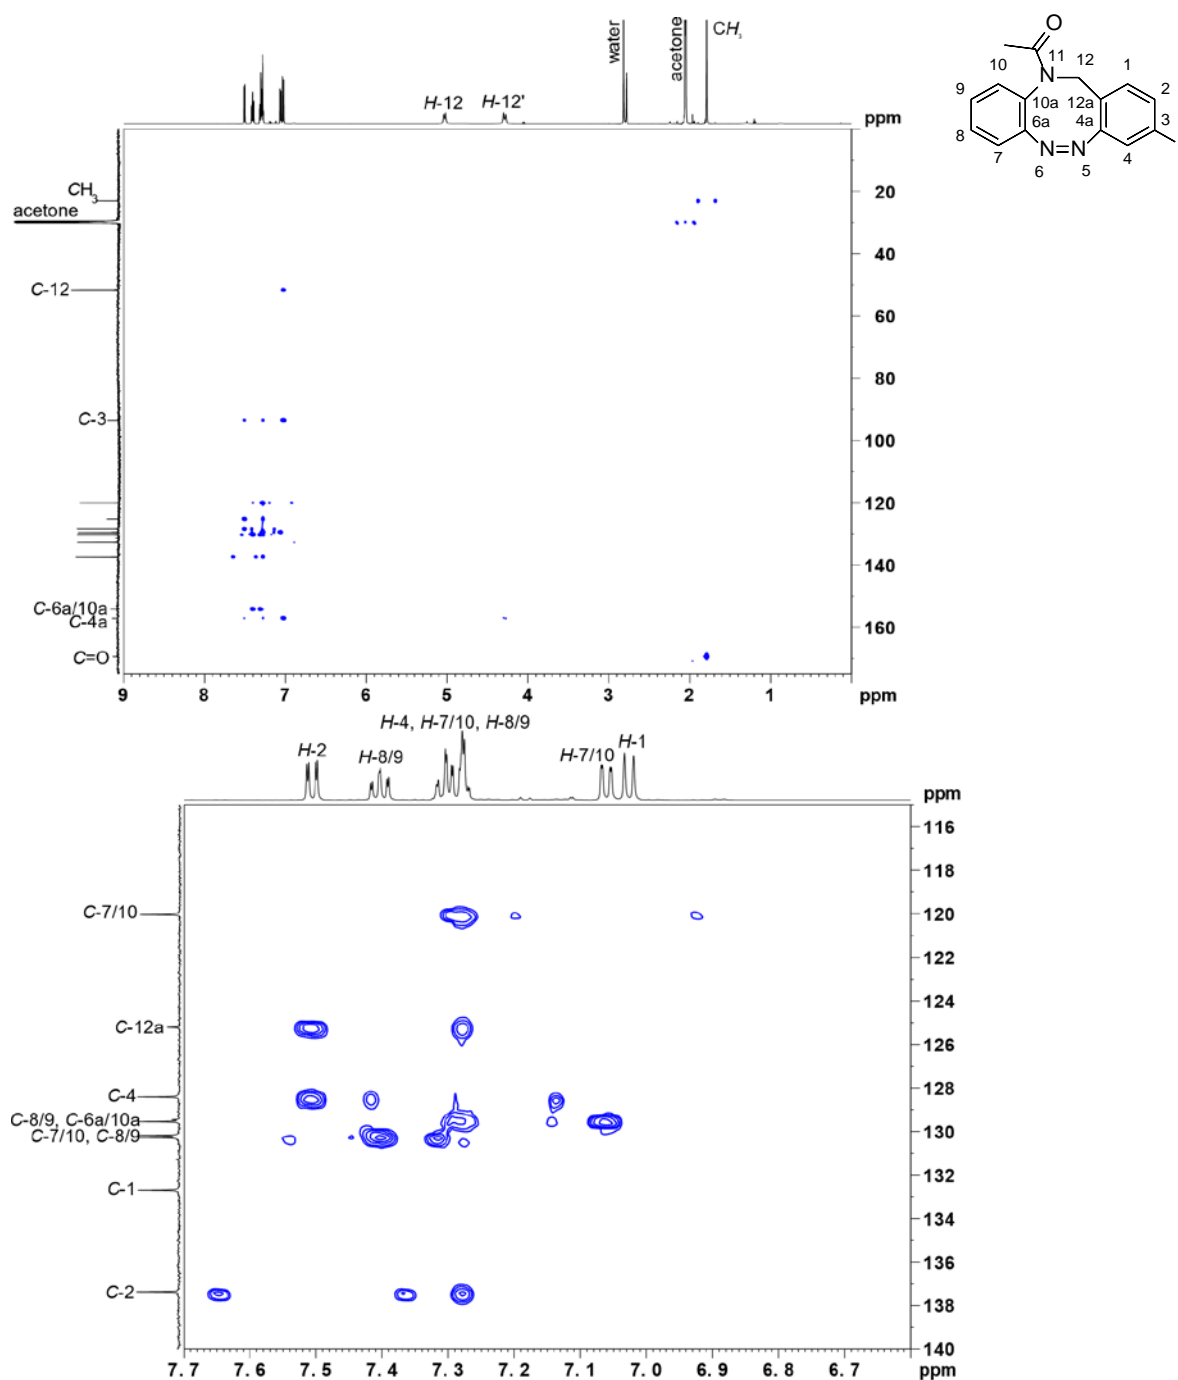 water
acetone
CH3
H-12
H-12'
ppm
CH3
acetone
C-12
C-3
C-6a/10a
C-4a
C=O
20
40
60
80
100
120
140
160
9 8 7 6 5 4 3 2 1 ppm
O
10 N 11 12 1
9 10a 12a 2
8 6a 4a 3
7 N=N 4
6 5
H-4, H-7/10, H-8/9
H-2
H-8/9
H-7/10
H-1
ppm
C-7/10
C-12a
C-4
C-8/9, C-6a/10a
C-7/10, C-8/9
C-1
C-2
116
118
120
122
124
126
128
130
132
134
136
138
140
7.7 7.6 7.5 7.4 7.3 7.2 7.1 7.0 6.9 6.8 6.7 ppm